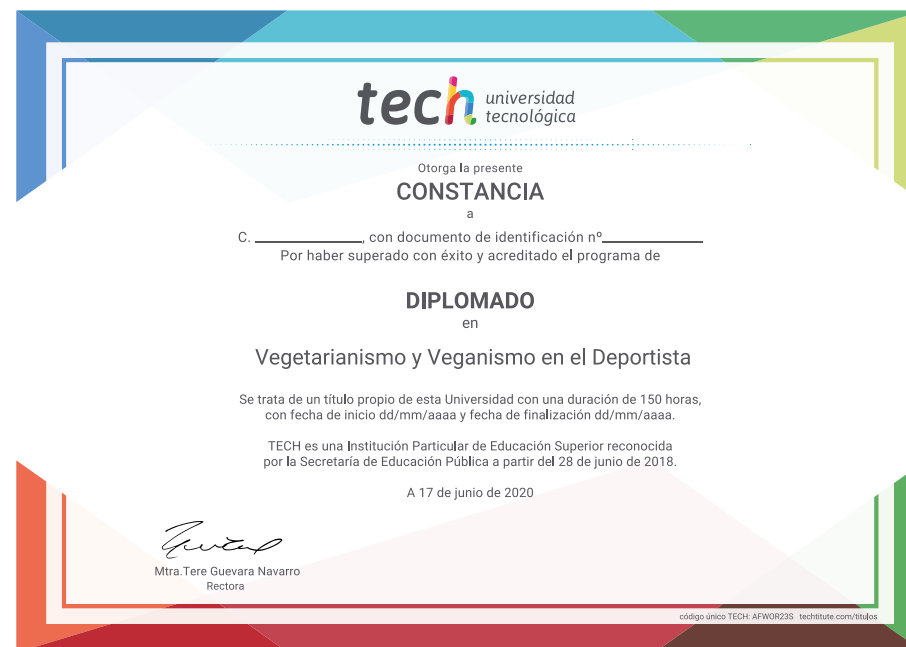 tech universidad
tecnológica
Otorga la presente
CONSTANCIA
a
C. ________, con documento de identificación nº________
Por haber superado con éxito y acreditado el programa de
DIPLOMADO
en
Vegetarianismo y Veganismo en el Deportista
Se trata de un título propio de esta Universidad con una duración de 150 horas,
con fecha de inicio dd/mm/aaaa y fecha de finalización dd/mm/aaaa.
TECH es una Institución Particular de Educación Superior reconocida
por la Secretaría de Educación Pública a partir del 28 de junio de 2018.
A 17 de junio de 2020
Mtra.Tere Guevara Navarro
Rectora
código único TECH: AFWOR23S techtitute.com/titulos